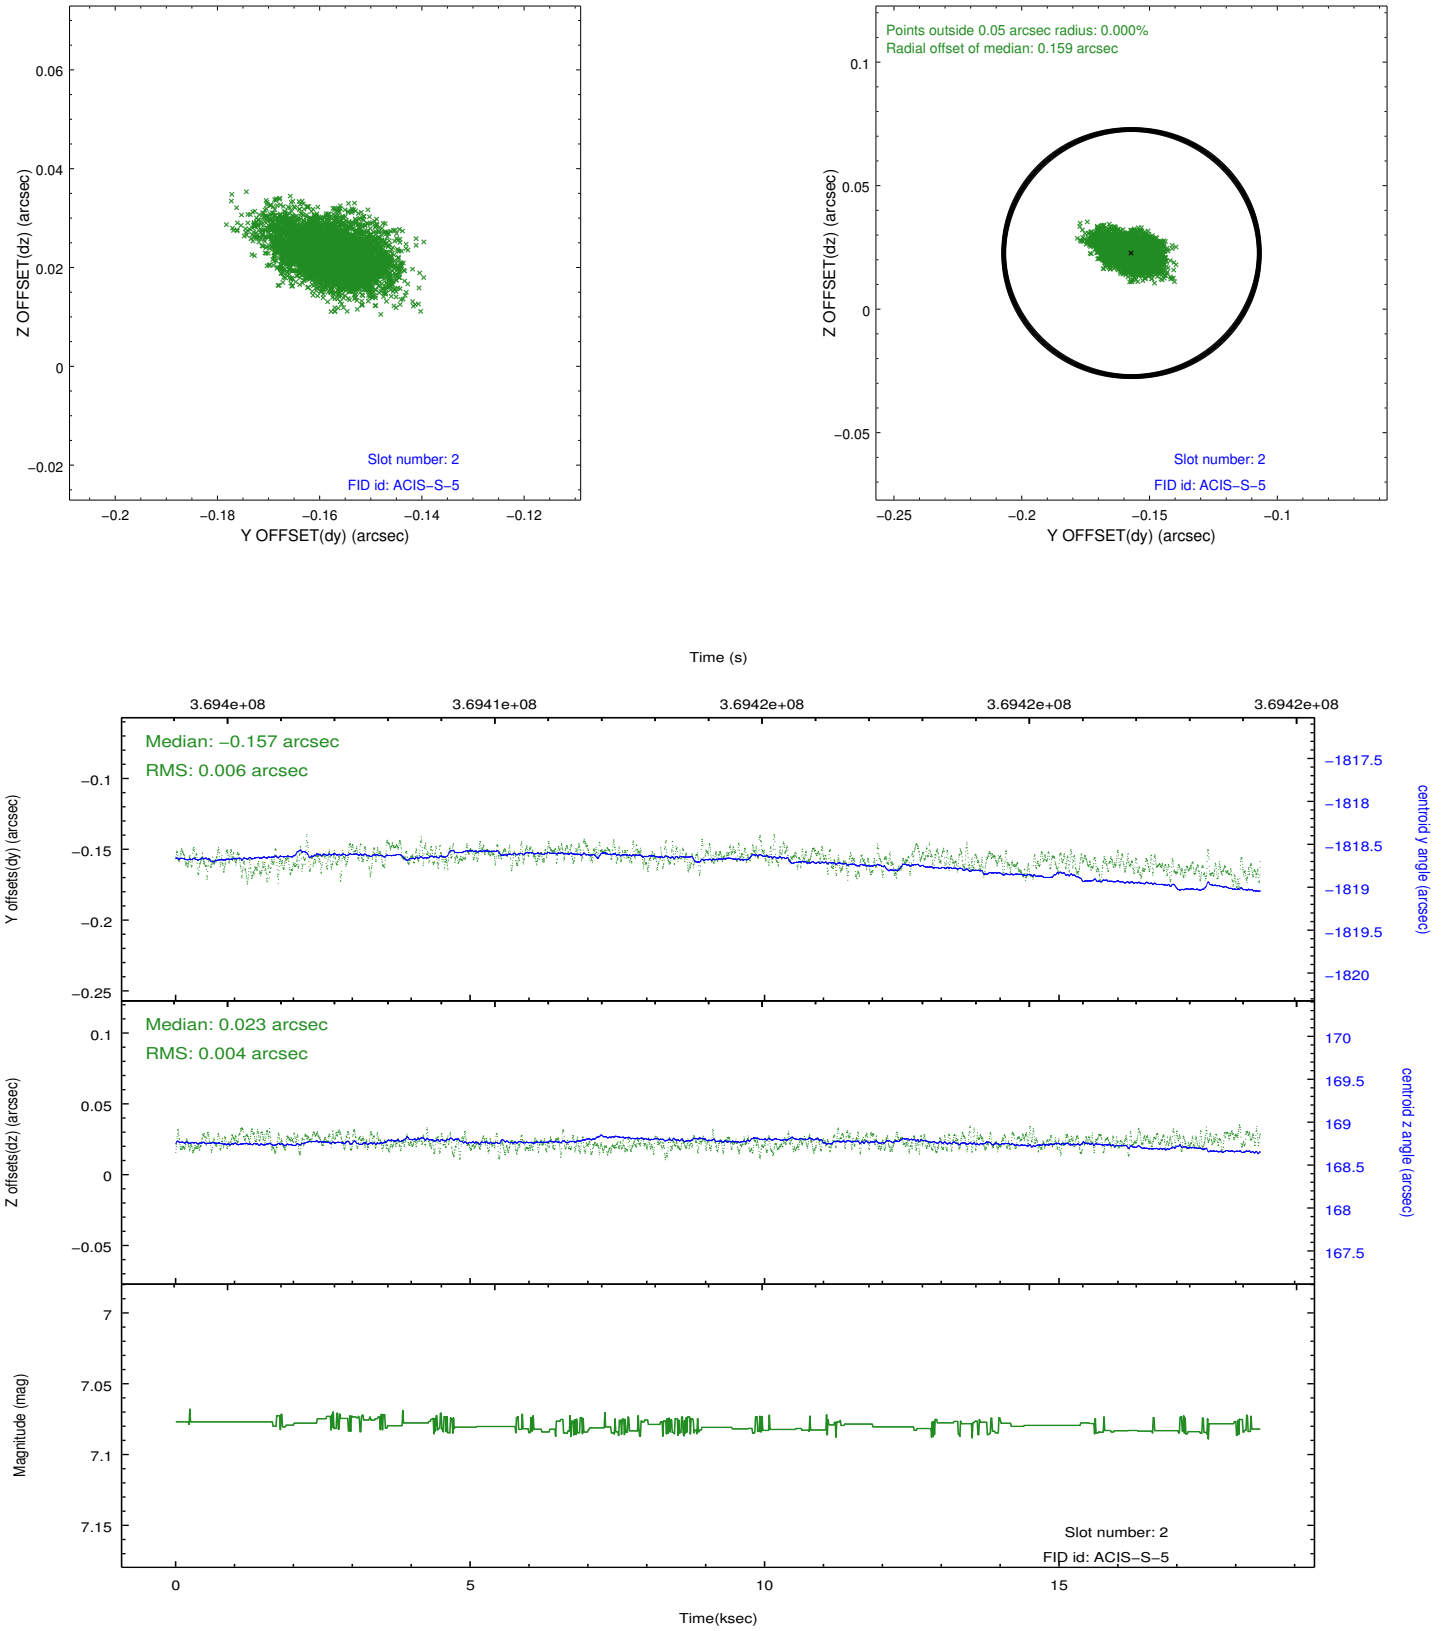 0.06
0.04
0.02
0
−0.02
Z OFFSET(dz) (arcsec)
Slot number: 2
FID id: ACIS−S−5
−0.2
−0.18
−0.16
−0.14
−0.12
Y OFFSET(dy) (arcsec)
Points outside 0.05 arcsec radius: 0.000%
Radial offset of median: 0.159 arcsec
0.1
0.05
0
−0.05
Z OFFSET(dz) (arcsec)
Slot number: 2
FID id: ACIS−S−5
−0.25
−0.2
−0.15
−0.1
Y OFFSET(dy) (arcsec)
Time (s)
3.694e+08
3.6941e+08
3.6942e+08
3.6942e+08
3.6942e+08
Median: −0.157 arcsec
RMS: 0.006 arcsec
−0.1
−0.15
−0.2
−0.25
Y offsets(dy) (arcsec)
−1817.5
−1818
−1818.5
−1819
−1819.5
−1820
centroid y angle (arcsec)
Median: 0.023 arcsec
RMS: 0.004 arcsec
0.1
0.05
0
−0.05
Z offsets(dz) (arcsec)
170
169.5
169
168.5
168
167.5
centroid z angle (arcsec)
7
7.05
7.1
7.15
Magnitude (mag)
Slot number: 2
FID id: ACIS−S−5
0
5
10
15
Time(ksec)